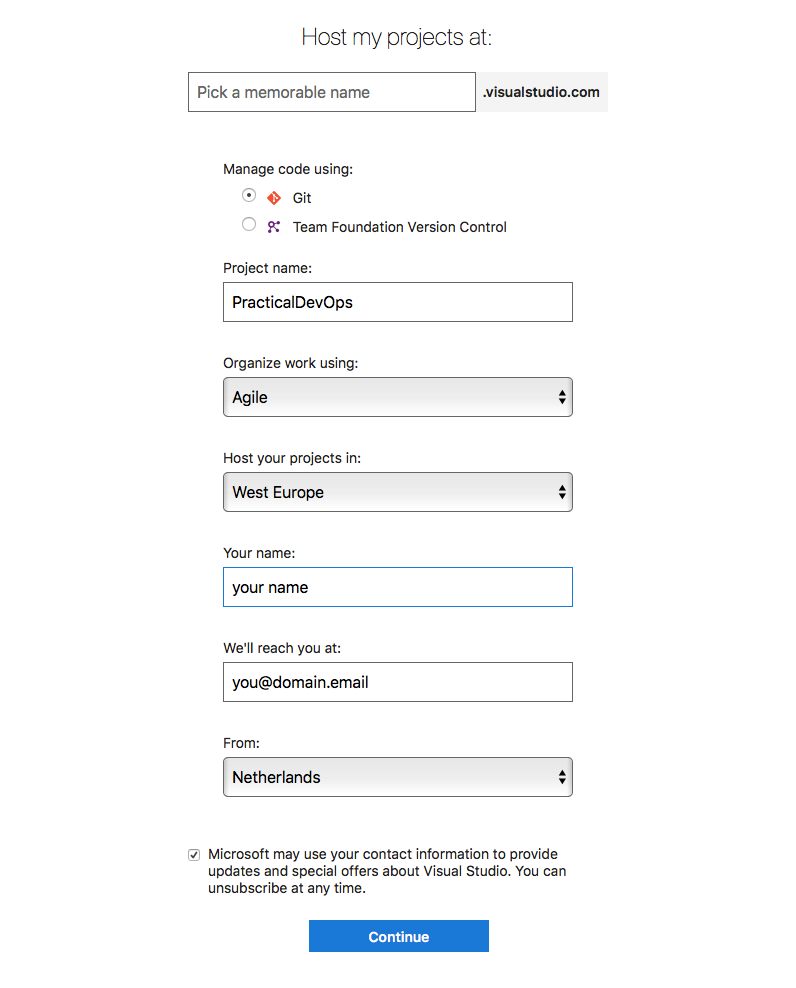 Host my projects at:
Pick a memorable name .visualstudio.com
Manage code using:
Git
Team Foundation Version Control
Project name:
PracticalDevOps
Organize work using:
Agile
Host your projects in:
West Europe
Your name:
your name
We'll reach you at:
you@domain.email
From:
Netherlands
Microsoft may use your contact information to provide
updates and special offers about Visual Studio. You can
unsubscribe at any time.
Continue